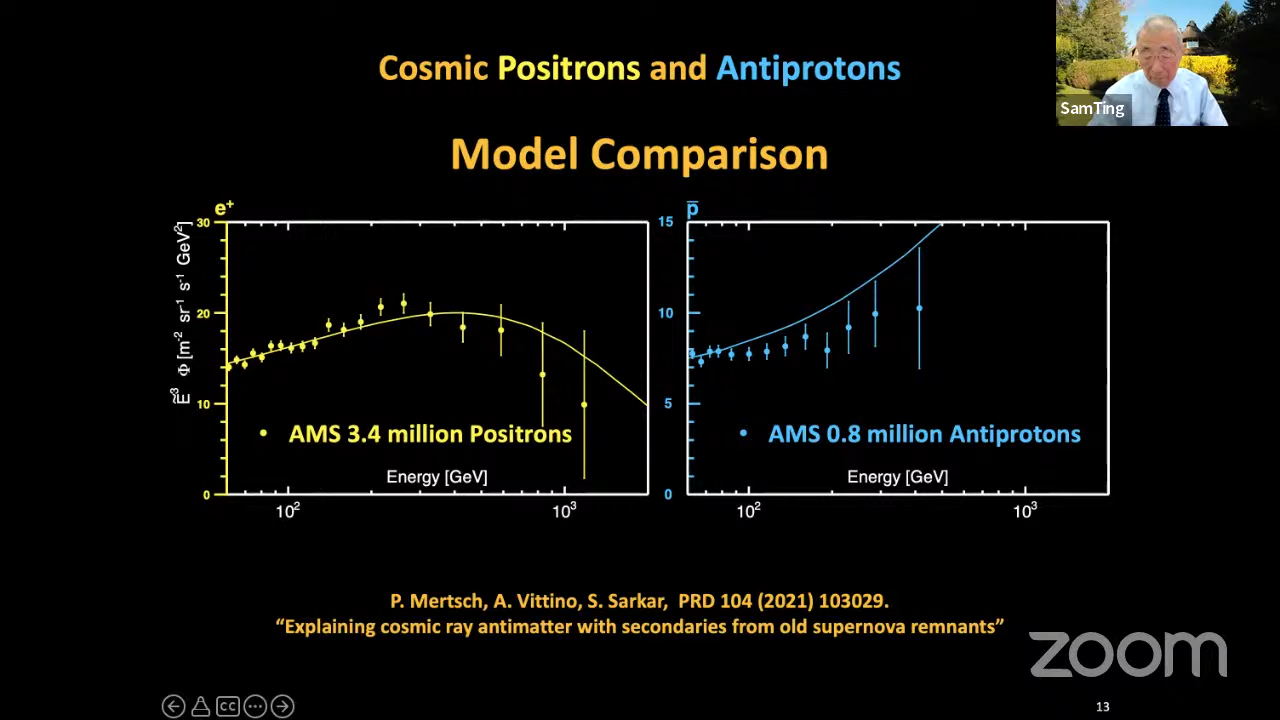 Cosmic Positrons and Antiprotons
SamTing
Model Comparison
e⁺
30
20
10
0
Ẽ³ Φ [m⁻² sr⁻¹ s⁻¹ GeV²]
• AMS 3.4 million Positrons
Energy [GeV]
10² 10³
p̅
15
10
5
0
• AMS 0.8 million Antiprotons
Energy [GeV]
10² 10³
P. Mertsch, A. Vittino, S. Sarkar, PRD 104 (2021) 103029.
“Explaining cosmic ray antimatter with secondaries from old supernova remnants”
zoom
CC
13